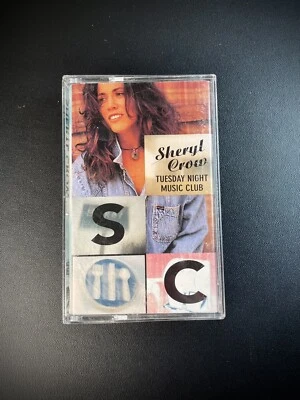 Sheryl
Crow
TUESDAY NIGHT
MUSIC CLUB
S
C